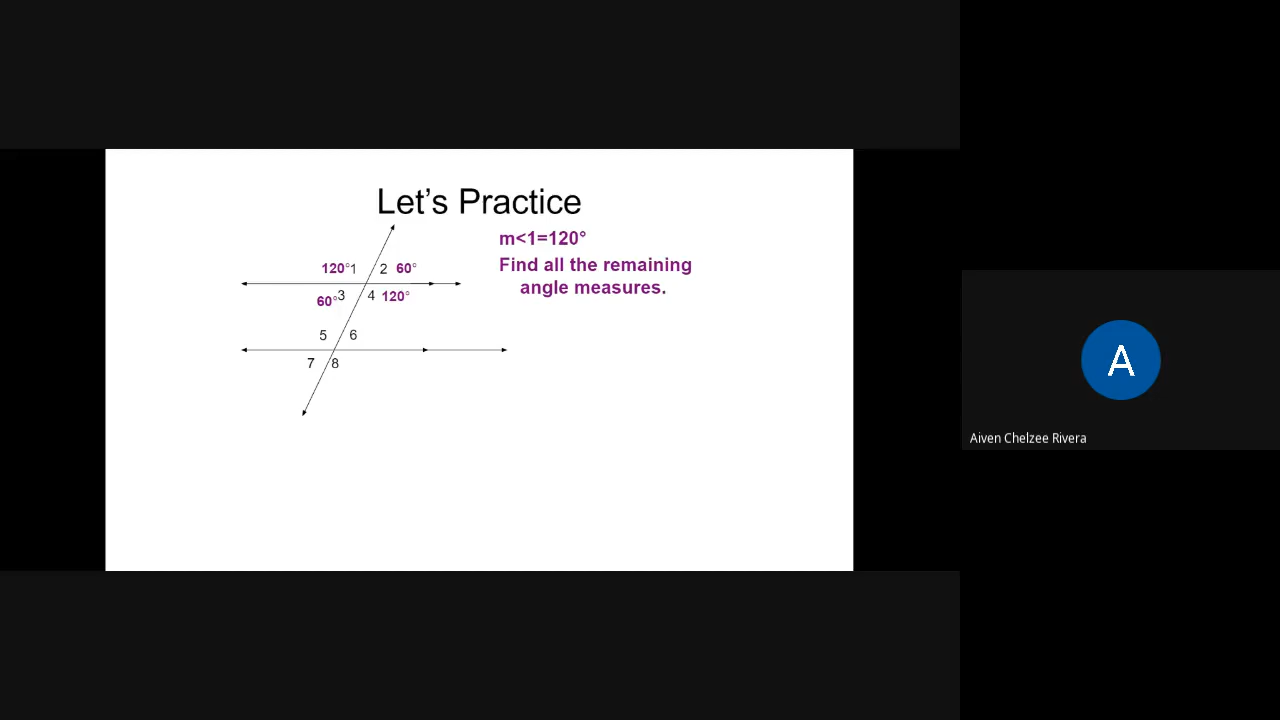 Let’s Practice
m<1=120°
Find all the remaining
angle measures.
120°1 2 60°
60°3 4 120°
5 6
7 8
A
Aiven Chelzee Rivera